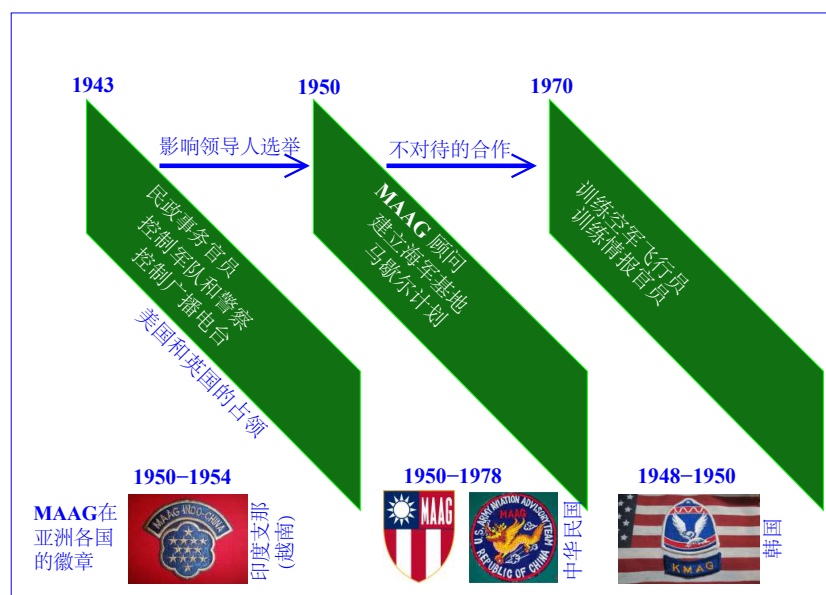 1943
1950
1970
影响领导人选举
不对待的合作
民政事务官员
控制军队和警察
控制广播电台
美国和英国的占领
MAAG 顾问
建立海军基地
马歇尔计划
训练空军飞行员
训练情报官员
1950−1954
1950−1978
1948−1950
MAAG在
亚洲各国
的徽章
MAAG INDO-CHINA
印度支那
(越南)
MAAG
U.S. ARMY AVIATION ADVISORY TEAM
MAAG
REPUBLIC OF CHINA
中华民国
KMAG
韩国